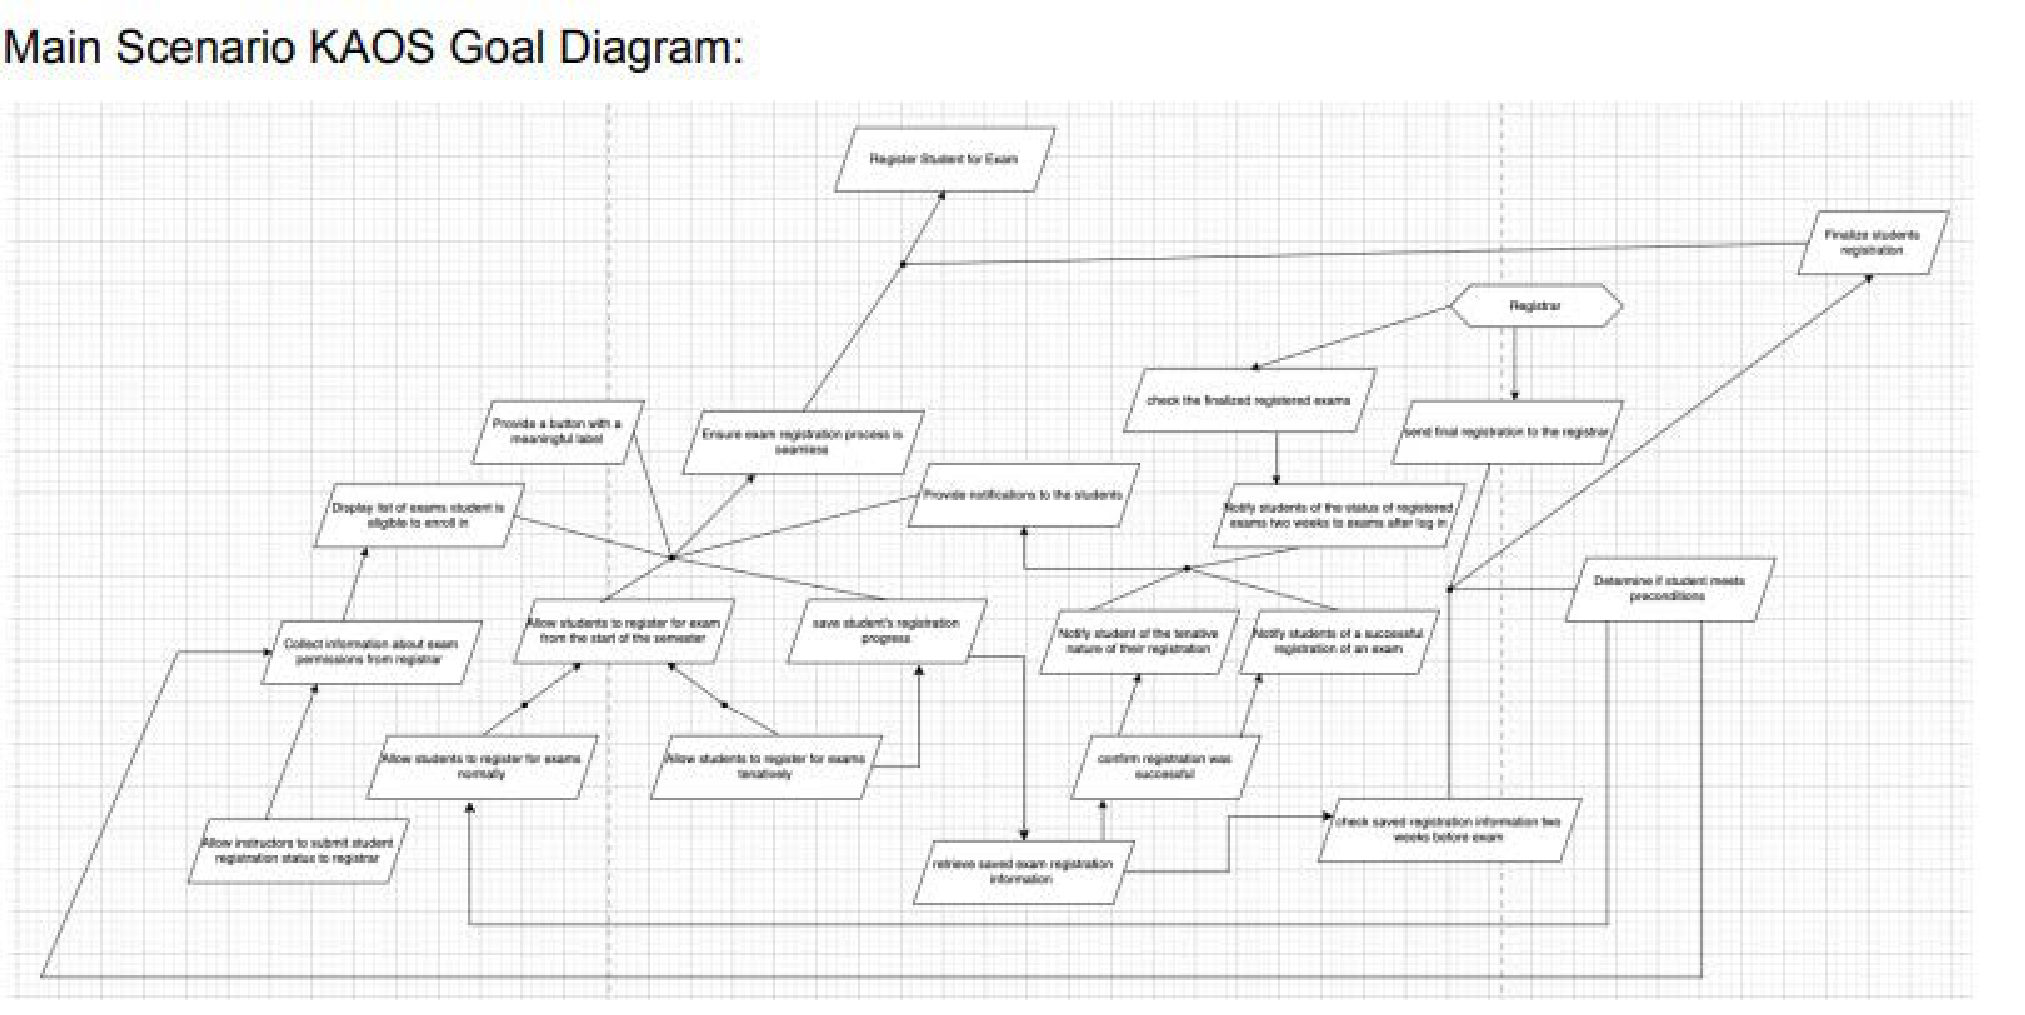 Main Scenario KAOS Goal Diagram:
Register Student for Exam
Finalize students
registration
Registrar
check the finalized registered exams
send final registration to the registrar
Provide a button with a
meaningful label
Ensure exam registration process is
seamless
Provide notifications to the students
Display list of exams student is
eligible to enroll in
Notify students of the status of registered
exams two weeks to exams after log in
Determine if student meets
preconditions
Collect information about exam
permissions from registrar
Allow students to register for exam
from the start of the semester
save student's registration
progress
Notify student of the tenative
nature of their registration
Notify students of a successful
registration of an exam
Allow students to register for exams
normally
Allow students to register for exams
tenatively
confirm registration was
successful
check saved registration information two
weeks before exam
Allow instructors to submit student
registration status to registrar
retrieve saved exam registration
information